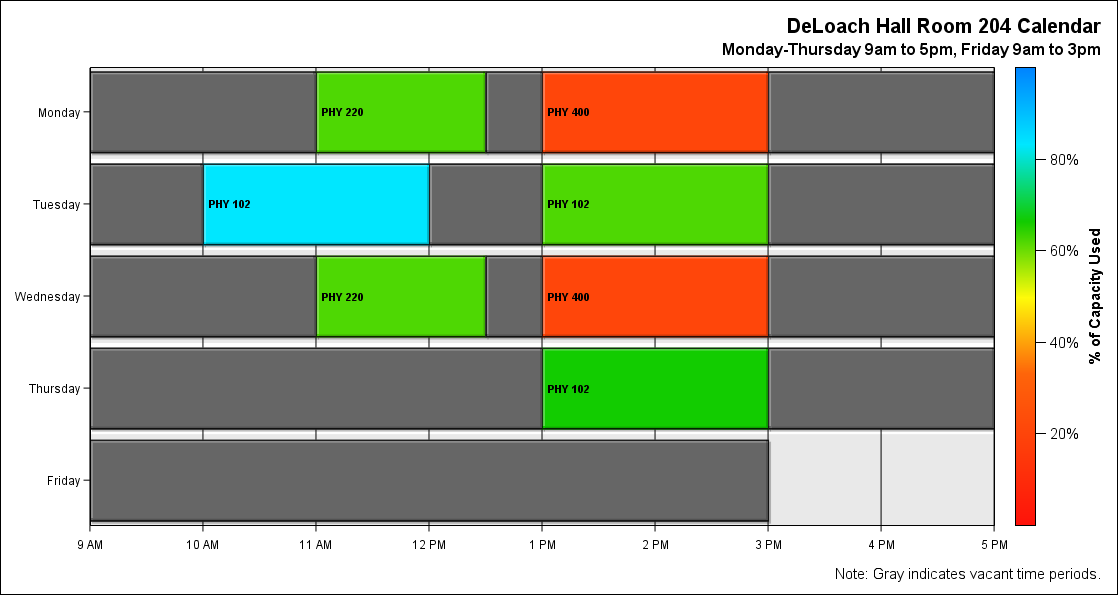 DeLoach Hall Room 204 Calendar
Monday-Thursday 9am to 5pm, Friday 9am to 3pm
Monday
PHY 220
PHY 400
Tuesday
PHY 102
PHY 102
Wednesday
PHY 220
PHY 400
Thursday
PHY 102
Friday
9 AM
10 AM
11 AM
12 PM
1 PM
2 PM
3 PM
4 PM
5 PM
80%
60%
40%
20%
% of Capacity Used
Note: Gray indicates vacant time periods.